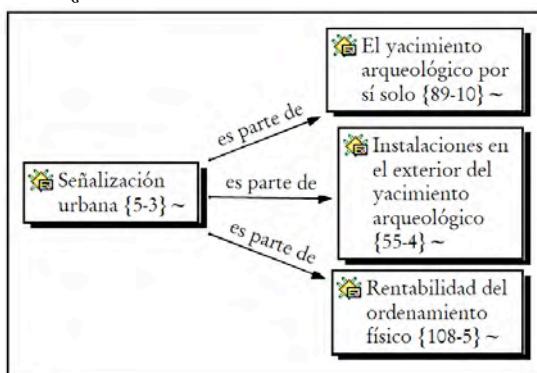 El yacimiento
arqueológico por
sí solo {89-10} ~
es parte de
Señalización
urbana {5-3} ~
es parte de
Instalaciones en
el exterior del
yacimiento
arqueológico
{55-4} ~
es parte de
Rentabilidad del
ordenamiento
físico {108-5} ~